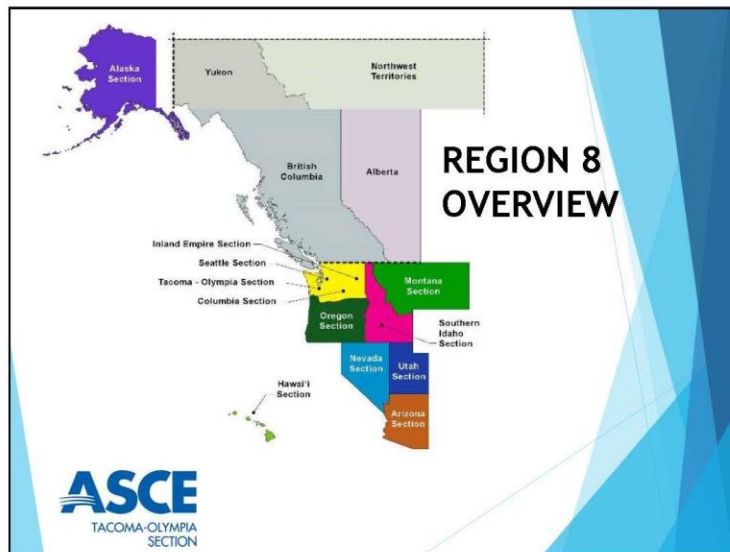 Alaska
Section
Yukon
Northwest
Territories
British
Columbia
Alberta
REGION 8
OVERVIEW
Inland Empire Section
Seattle Section
Tacoma - Olympia Section
Columbia Section
Montana
Section
Oregon
Section
Southern
Idaho
Section
Nevada
Section
Utah
Section
Hawai'i
Section
Arizona
Section
ASCE
TACOMA-OLYMPIA
SECTION